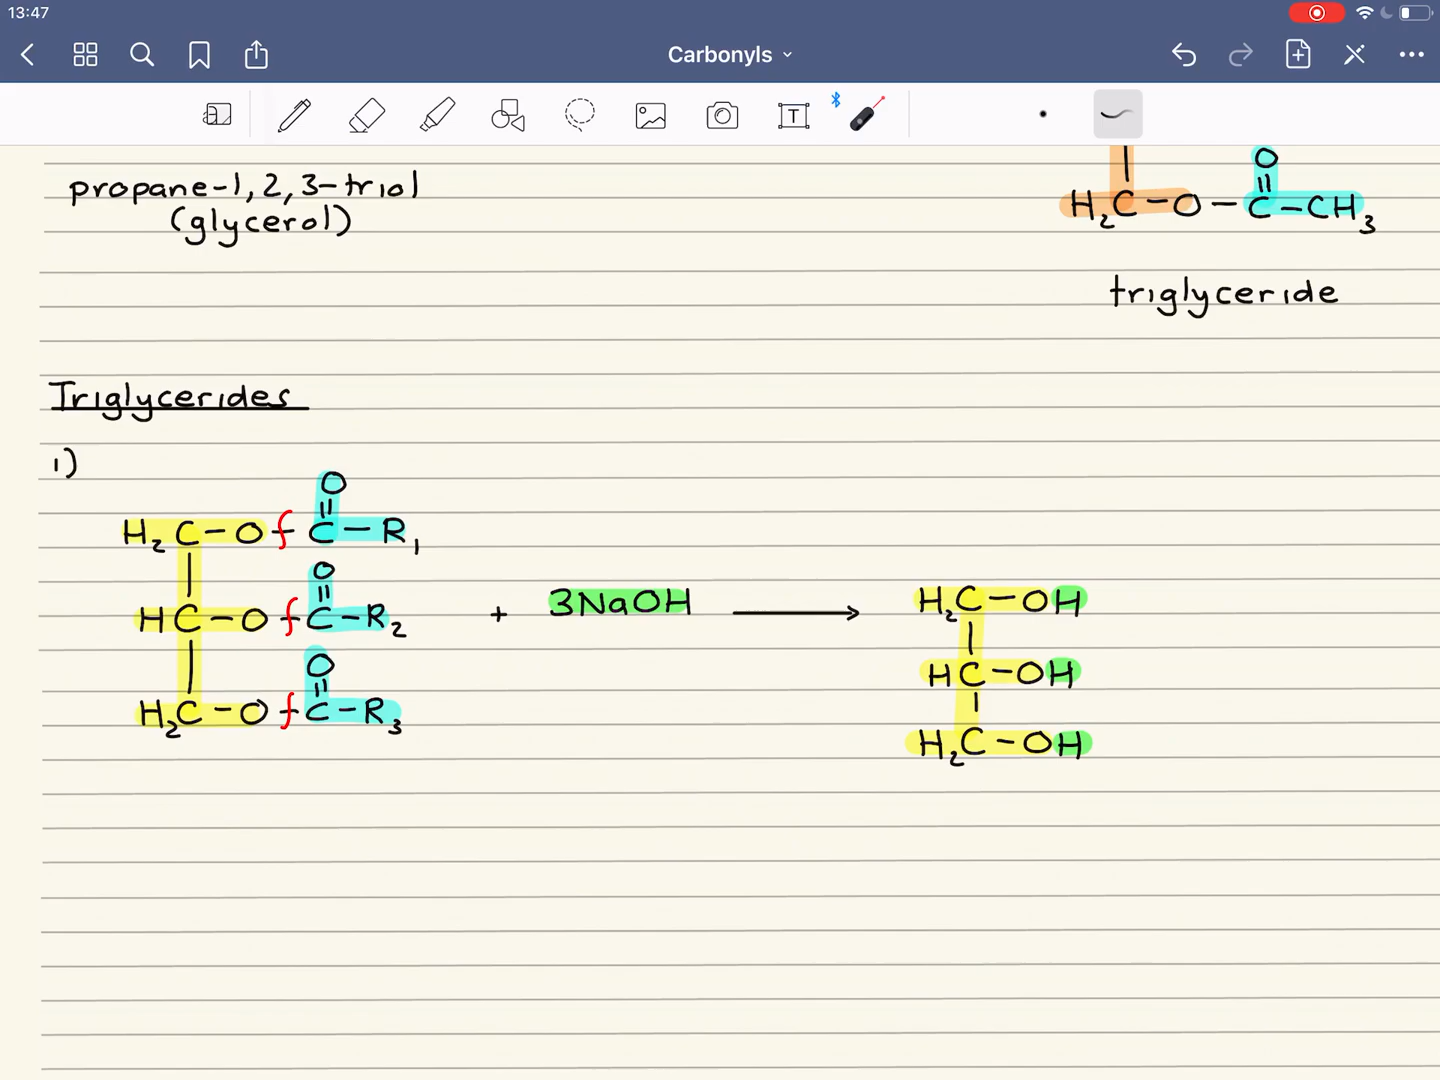 13:47
Carbonyls
T
propane-1,2,3-triol
(glycerol)
O
||
H₂C-O-C-CH₃
triglyceride
Triglycerides
1)
O
||
H₂C-O-C-R₁
|
O
||
HC-O-C-R₂ + 3NaOH →
|
O
||
H₂C-O-C-R₃
H₂C-OH
|
HC-OH
|
H₂C-OH